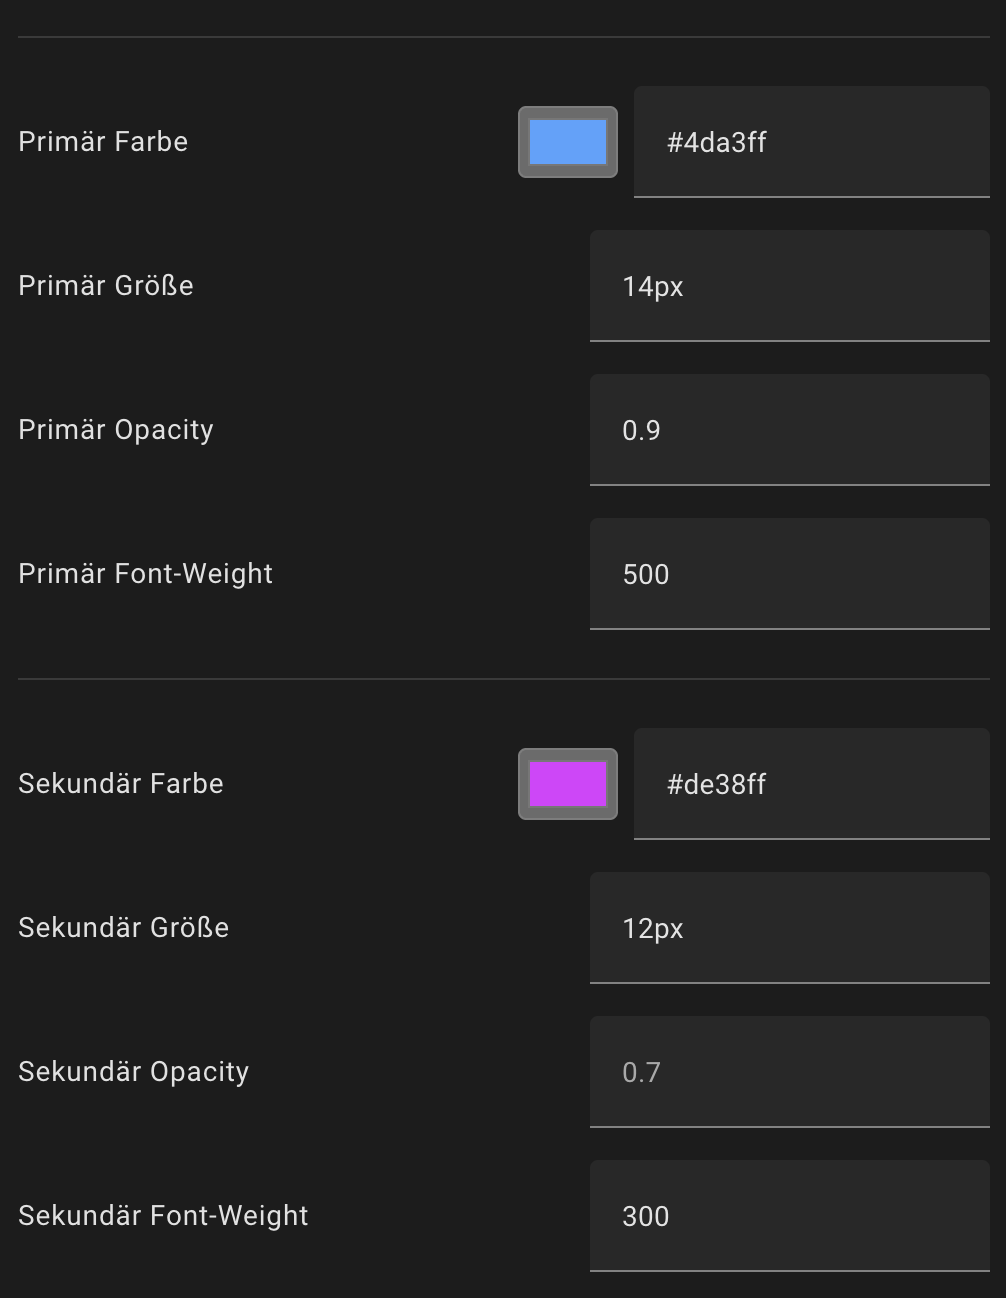 Primär Farbe #4da3ff
Primär Größe 14px
Primär Opacity 0.9
Primär Font-Weight 500
Sekundär Farbe #de38ff
Sekundär Größe 12px
Sekundär Opacity 0.7
Sekundär Font-Weight 300